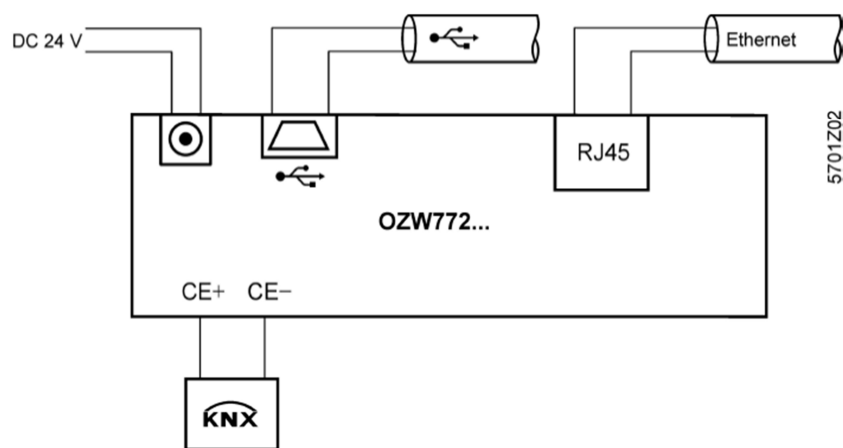 DC 24 V
Ethernet
RJ45
5701Z02
OZW772...
CE+ CE–
KNX